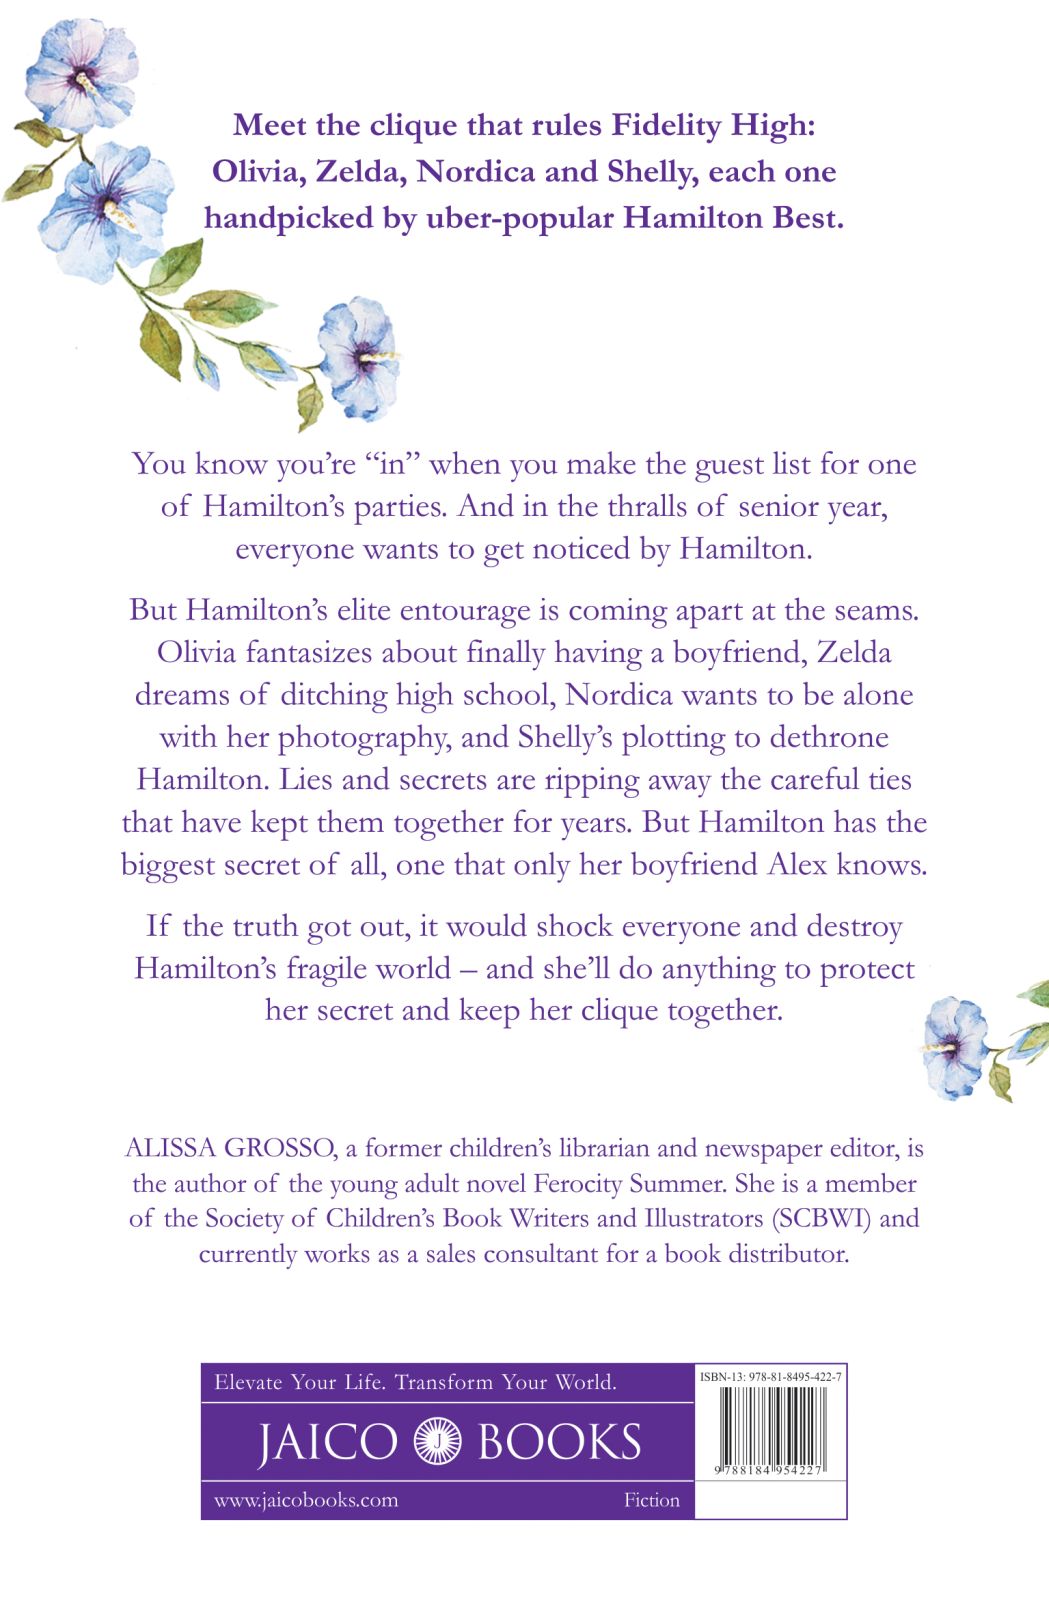 Meet the clique that rules Fidelity High:
Olivia, Zelda, Nordica and Shelly, each one
handpicked by uber-popular Hamilton Best.
You know you’re “in” when you make the guest list for one
of Hamilton’s parties. And in the thralls of senior year,
everyone wants to get noticed by Hamilton.
But Hamilton’s elite entourage is coming apart at the seams.
Olivia fantasizes about finally having a boyfriend, Zelda
dreams of ditching high school, Nordica wants to be alone
with her photography, and Shelly’s plotting to dethrone
Hamilton. Lies and secrets are ripping away the careful ties
that have kept them together for years. But Hamilton has the
biggest secret of all, one that only her boyfriend Alex knows.
If the truth got out, it would shock everyone and destroy
Hamilton’s fragile world – and she’ll do anything to protect
her secret and keep her clique together.
ALISSA GROSSO, a former children’s librarian and newspaper editor, is
the author of the young adult novel Ferocity Summer. She is a member
of the Society of Children’s Book Writers and Illustrators (SCBWI) and
currently works as a sales consultant for a book distributor.
Elevate Your Life. Transform Your World.
JAICO J BOOKS
www.jaicobooks.com Fiction
ISBN-13: 978-81-8495-422-7
9 788184 954227